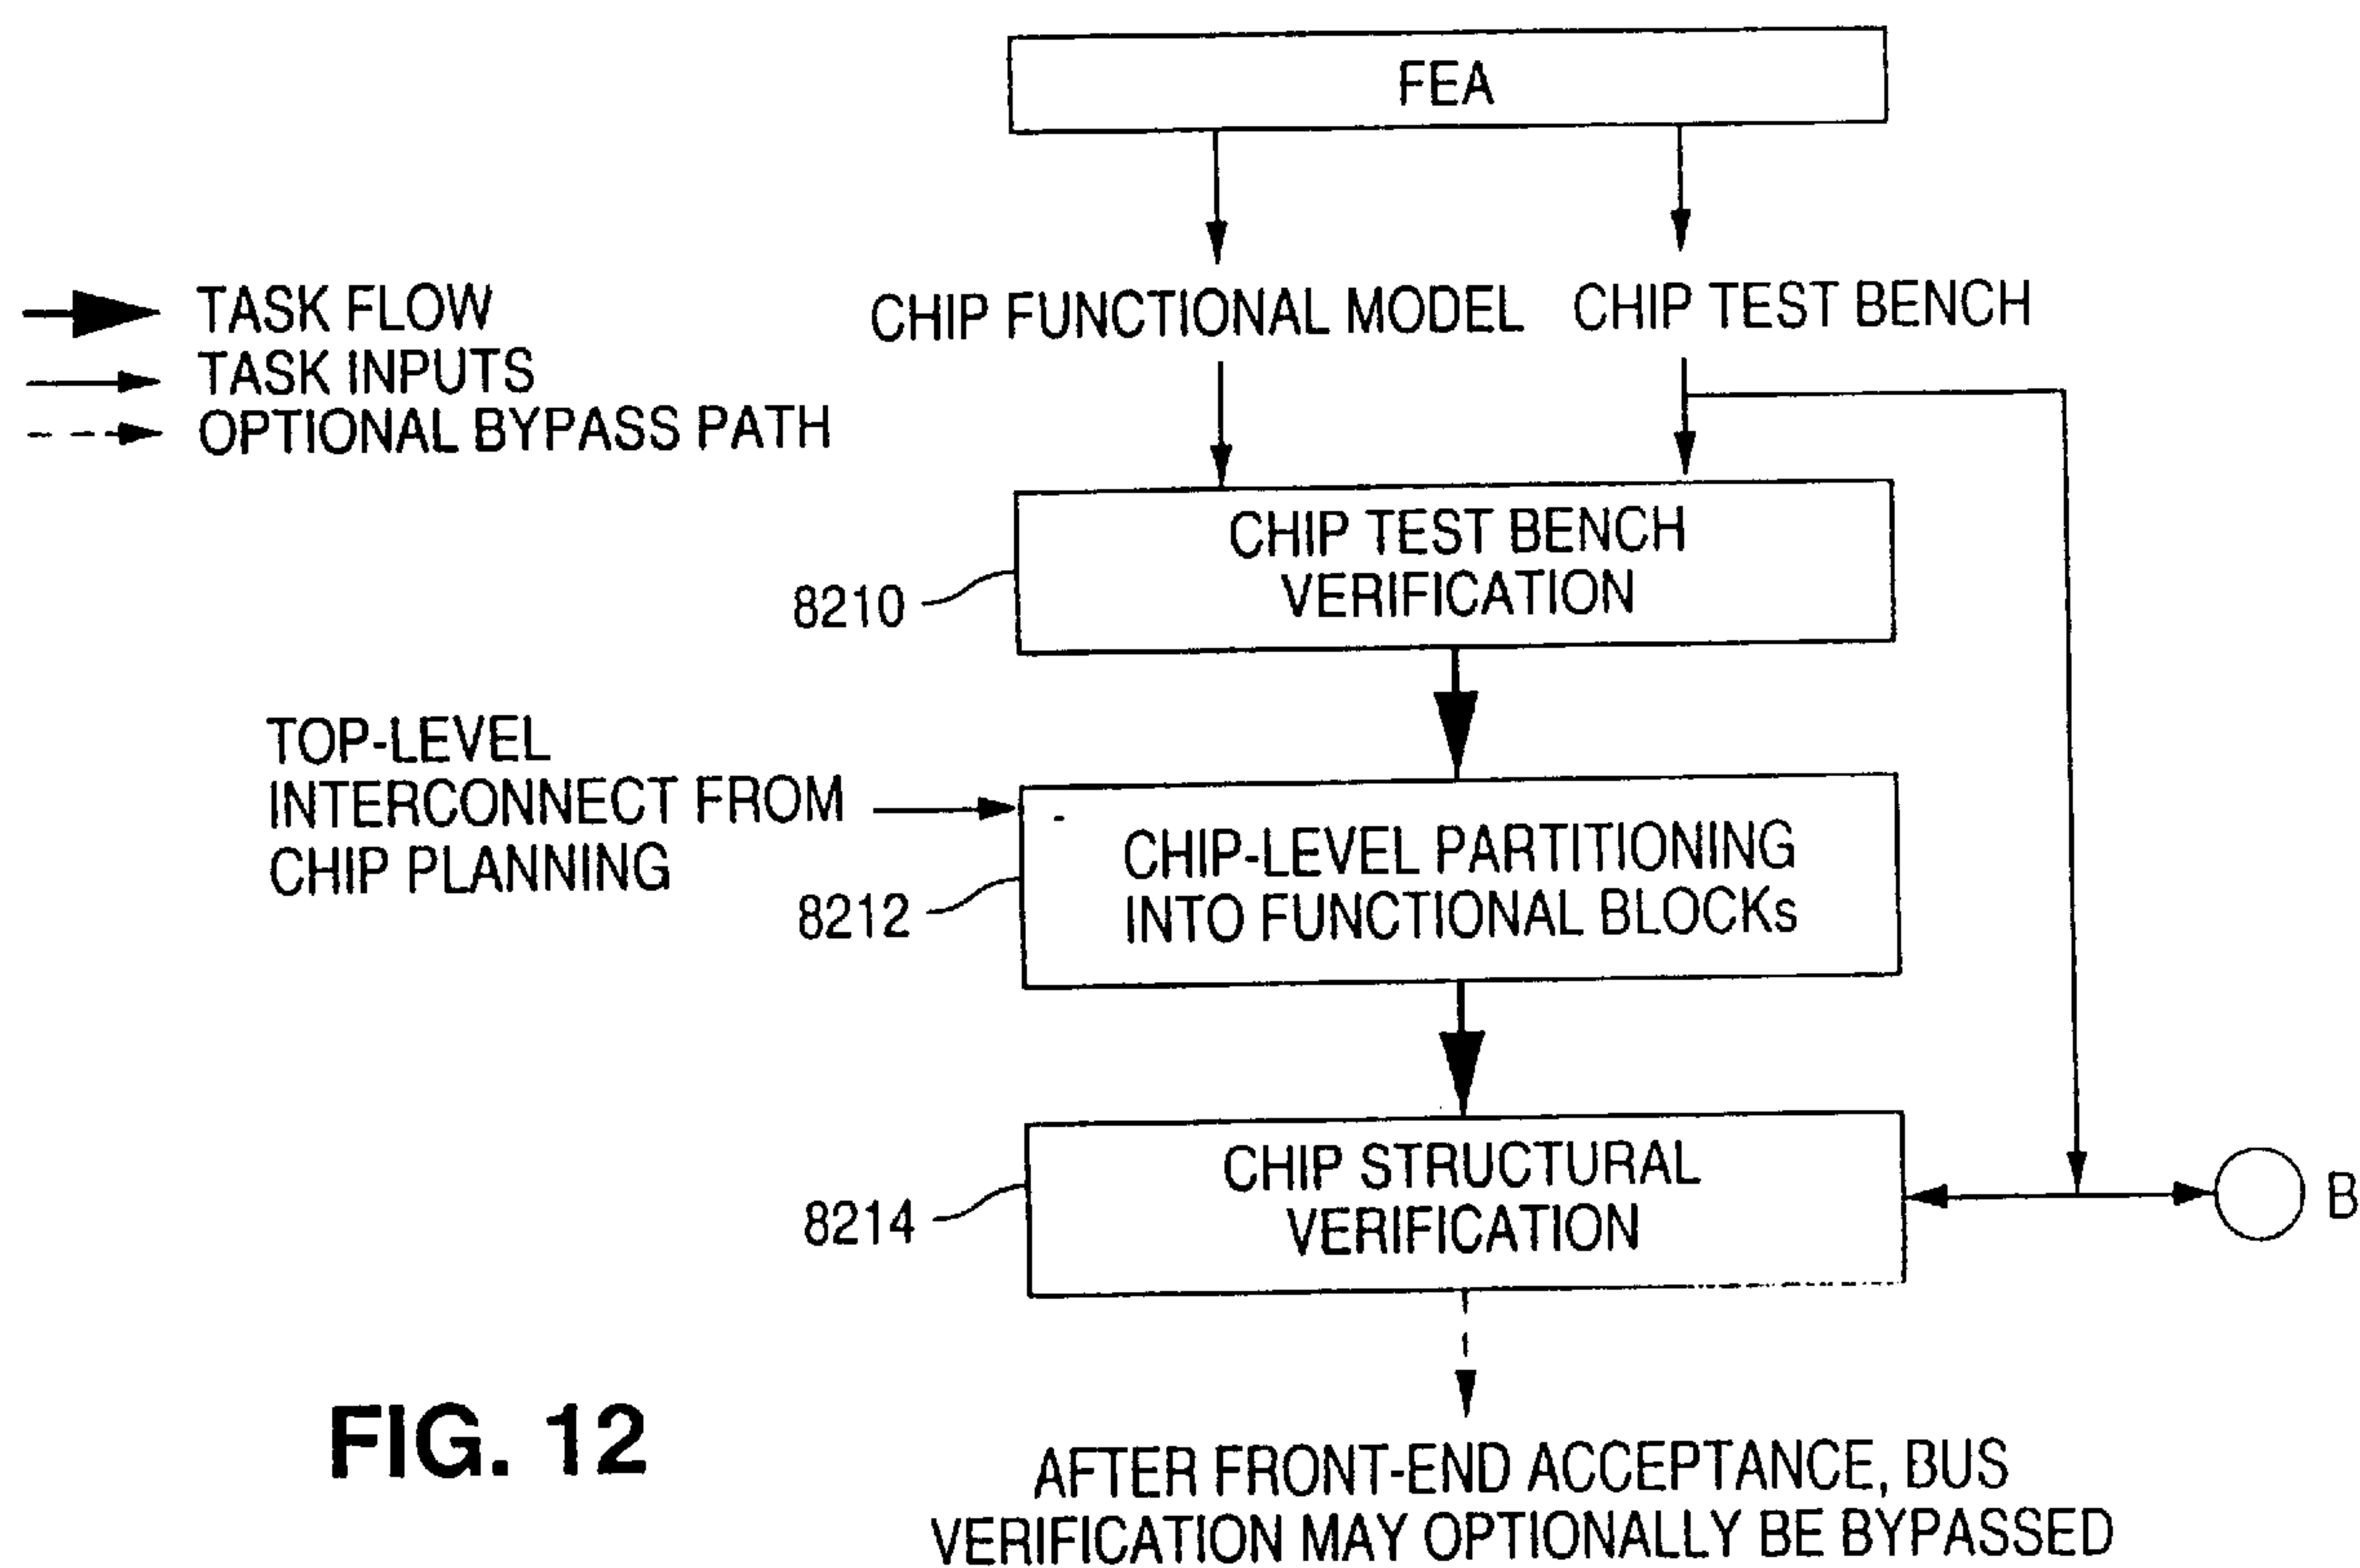 FEA
TASK FLOW
TASK INPUTS
OPTIONAL BYPASS PATH
CHIP FUNCTIONAL MODEL
CHIP TEST BENCH
CHIP TEST BENCH
VERIFICATION
8210
TOP-LEVEL
INTERCONNECT FROM
CHIP PLANNING
CHIP-LEVEL PARTITIONING
INTO FUNCTIONAL BLOCKs
8212
CHIP STRUCTURAL
VERIFICATION
8214
B
AFTER FRONT-END ACCEPTANCE, BUS
VERIFICATION MAY OPTIONALLY BE BYPASSED
FIG. 12